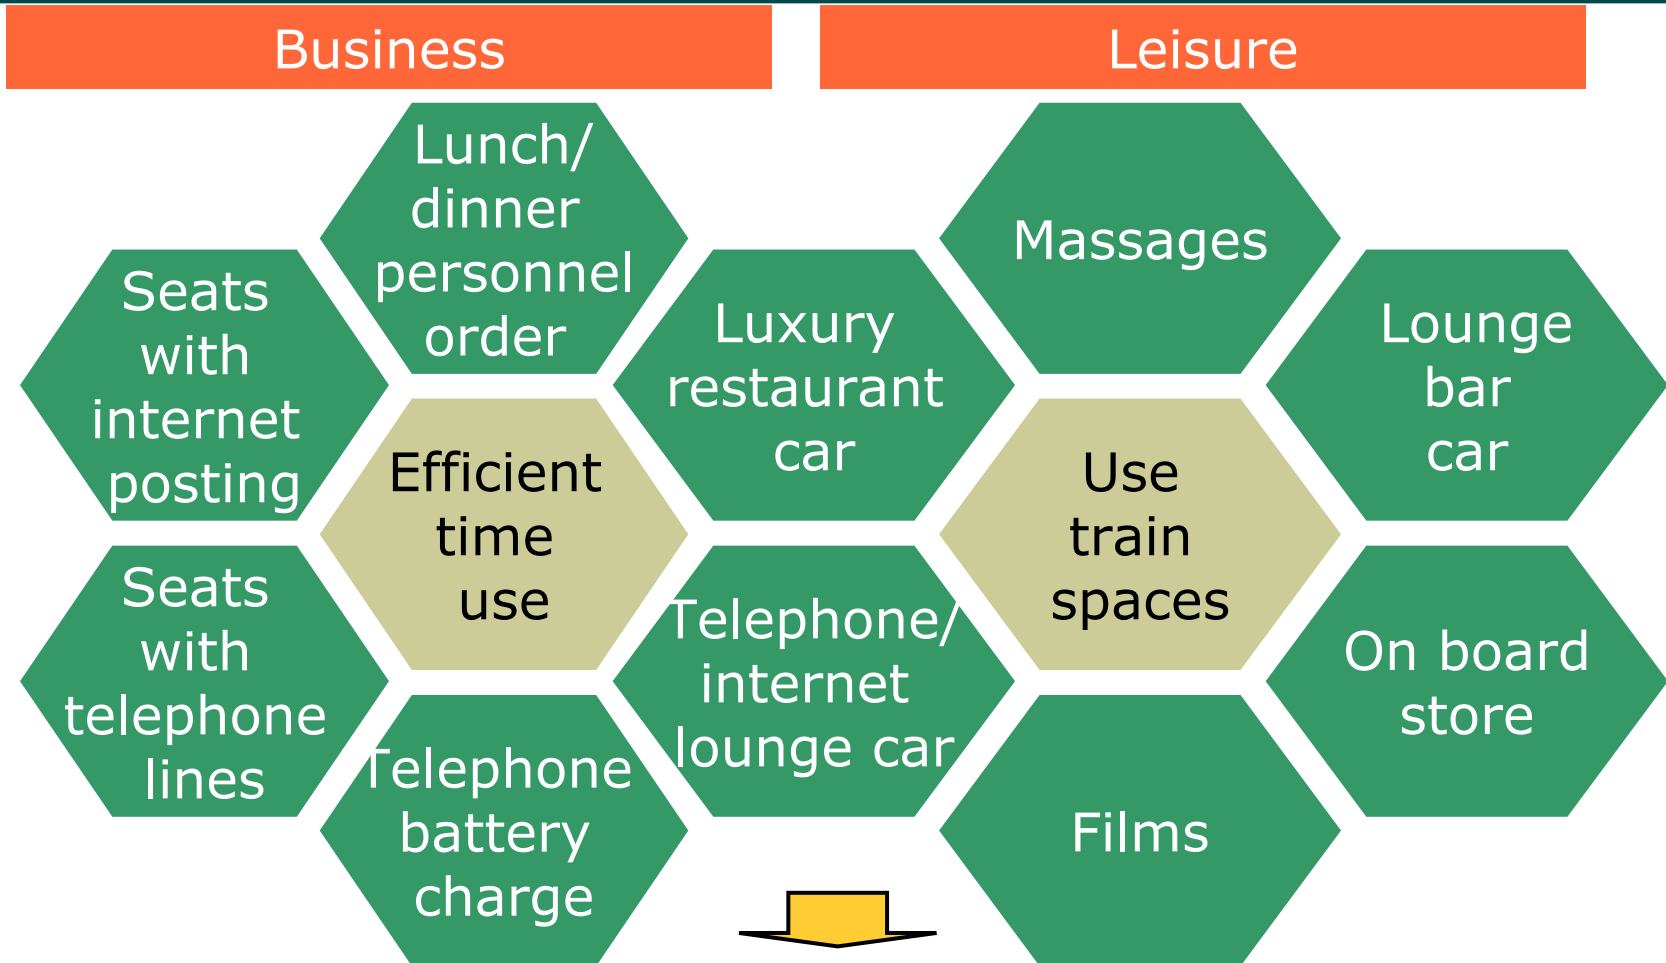 Business
Leisure
Lunch/
dinner
personnel
order
Massages
Seats
with
internet
posting
Luxury
restaurant
car
Lounge
bar
car
Efficient
time
use
Use
train
spaces
Seats
with
telephone
lines
Telephone/
internet
lounge car
On board
store
Telephone
battery
charge
Films